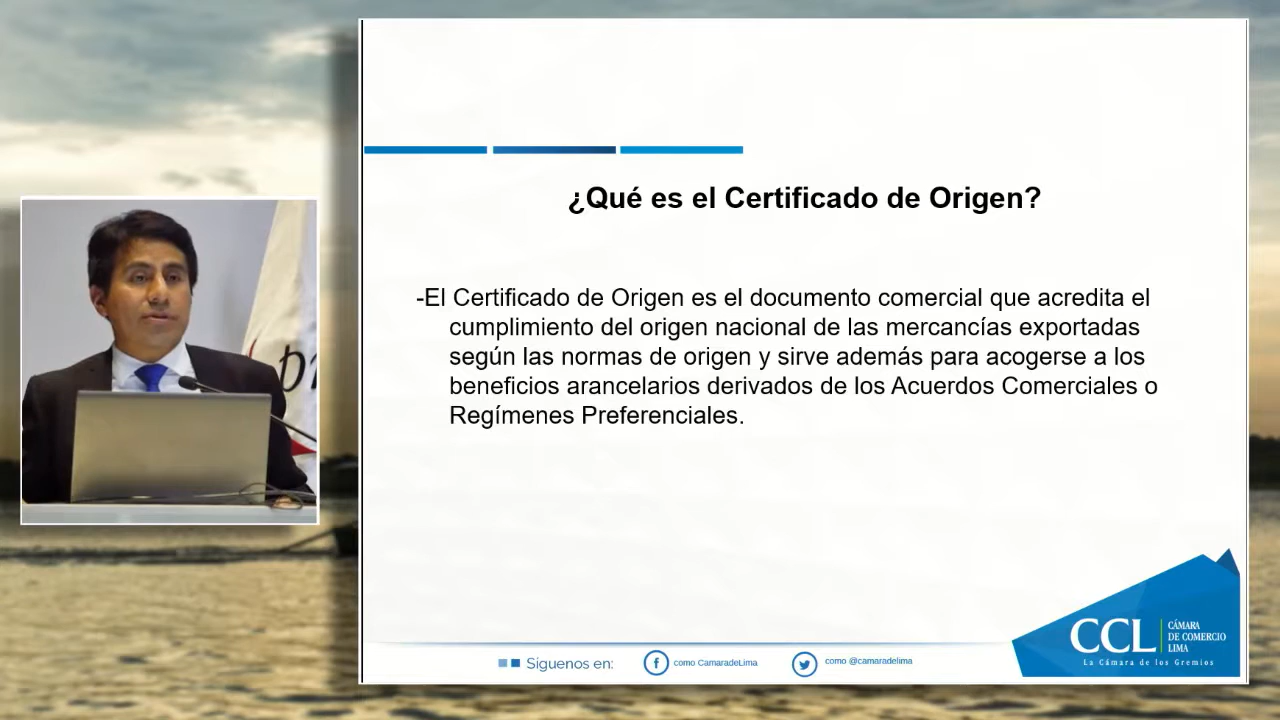 ¿Qué es el Certificado de Origen?
-El Certificado de Origen es el documento comercial que acredita el
cumplimiento del origen nacional de las mercancías exportadas
según las normas de origen y sirve además para acogerse a los
beneficios arancelarios derivados de los Acuerdos Comerciales o
Regímenes Preferenciales.
CCL
CÁMARA
DE COMERCIO
LIMA
La Cámara de los Gremios
Síguenos en:
como CamaradeLima
como @camaradelima